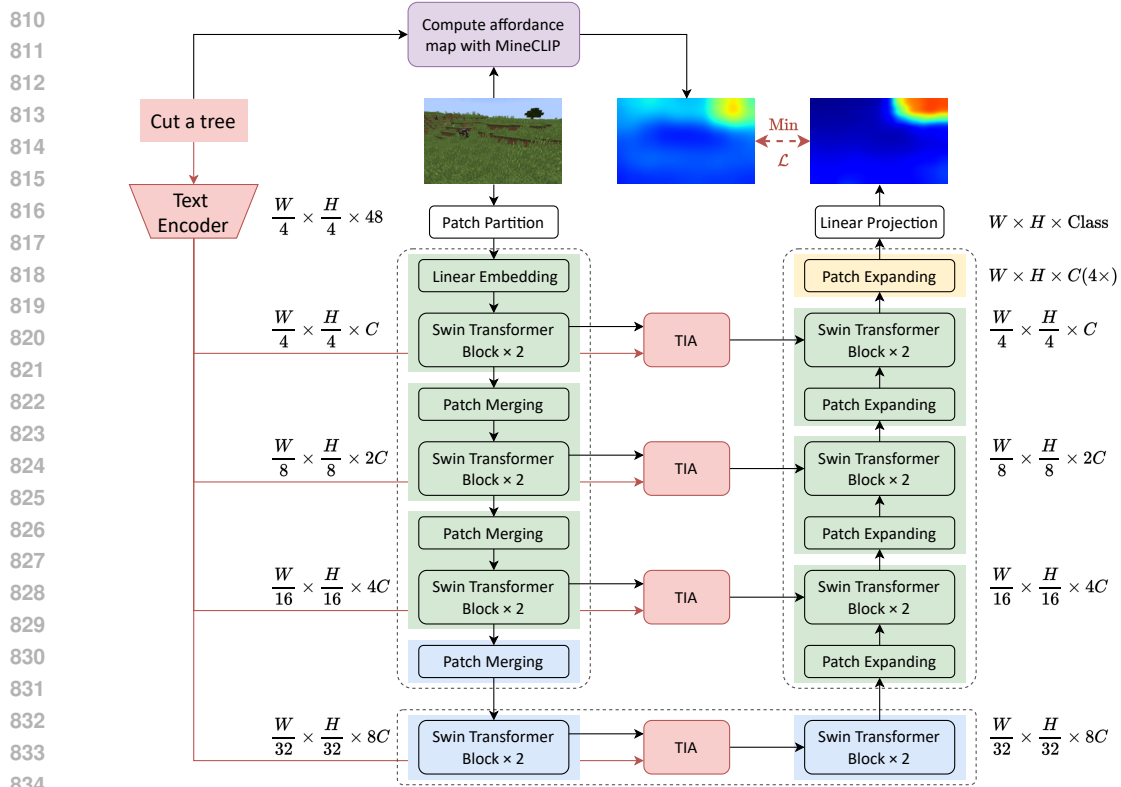 810
811
812
813
814
815
816
817
818
819
820
821
822
823
824
825
826
827
828
829
830
831
832
833
834
Compute affordance
map with MineCLIP
Cut a tree
Min
ℒ
Text
Encoder
W/4 × H/4 × 48
Patch Partition
Linear Projection
W × H × Class
Linear Embedding
Patch Expanding
W × H × C(4×)
W/4 × H/4 × C
Swin Transformer
Block × 2
TIA
Swin Transformer
Block × 2
W/4 × H/4 × C
Patch Merging
Patch Expanding
W/8 × H/8 × 2C
Swin Transformer
Block × 2
TIA
Swin Transformer
Block × 2
W/8 × H/8 × 2C
Patch Merging
Patch Expanding
W/16 × H/16 × 4C
Swin Transformer
Block × 2
TIA
Swin Transformer
Block × 2
W/16 × H/16 × 4C
Patch Merging
Patch Expanding
W/32 × H/32 × 8C
Swin Transformer
Block × 2
TIA
Swin Transformer
Block × 2
W/32 × H/32 × 8C